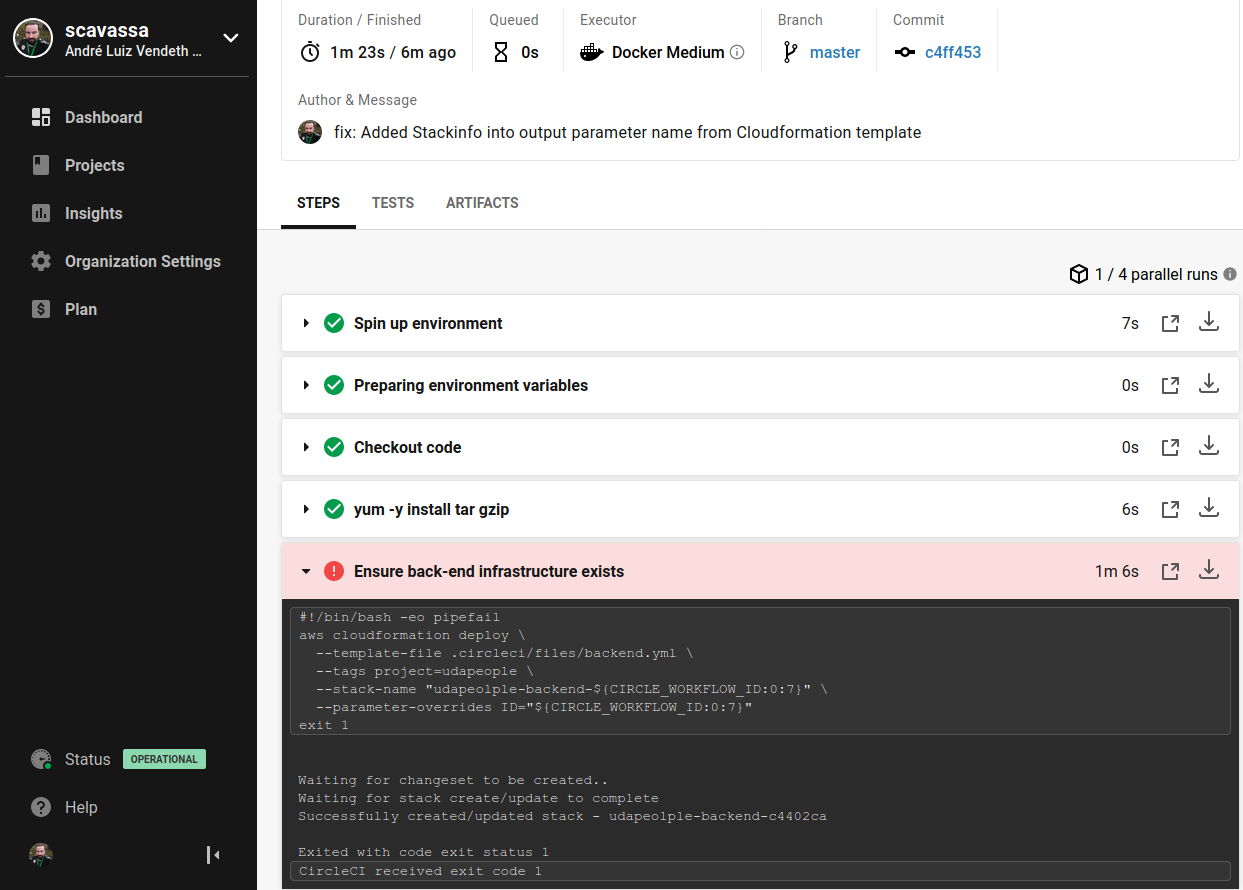 scavassa
André Luiz Vendeth ...
Dashboard
Projects
Insights
Organization Settings
Plan
Status OPERATIONAL
Help
Duration / Finished
1m 23s / 6m ago
Queued
0s
Executor
Docker Medium
Branch
master
Commit
c4ff453
Author & Message
fix: Added Stackinfo into output parameter name from Cloudformation template
STEPS TESTS ARTIFACTS
1 / 4 parallel runs
Spin up environment 7s
Preparing environment variables 0s
Checkout code 0s
yum -y install tar gzip 6s
Ensure back-end infrastructure exists 1m 6s
#!/bin/bash -eo pipefail
aws cloudformation deploy \
  --template-file .circleci/files/backend.yml \
  --tags project=udapeople \
  --stack-name "udapeolple-backend-${CIRCLE_WORKFLOW_ID:0:7}" \
  --parameter-overrides ID="${CIRCLE_WORKFLOW_ID:0:7}"
exit 1
Waiting for changeset to be created..
Waiting for stack create/update to complete
Successfully created/updated stack - udapeolple-backend-c4402ca
Exited with code exit status 1
CircleCI received exit code 1